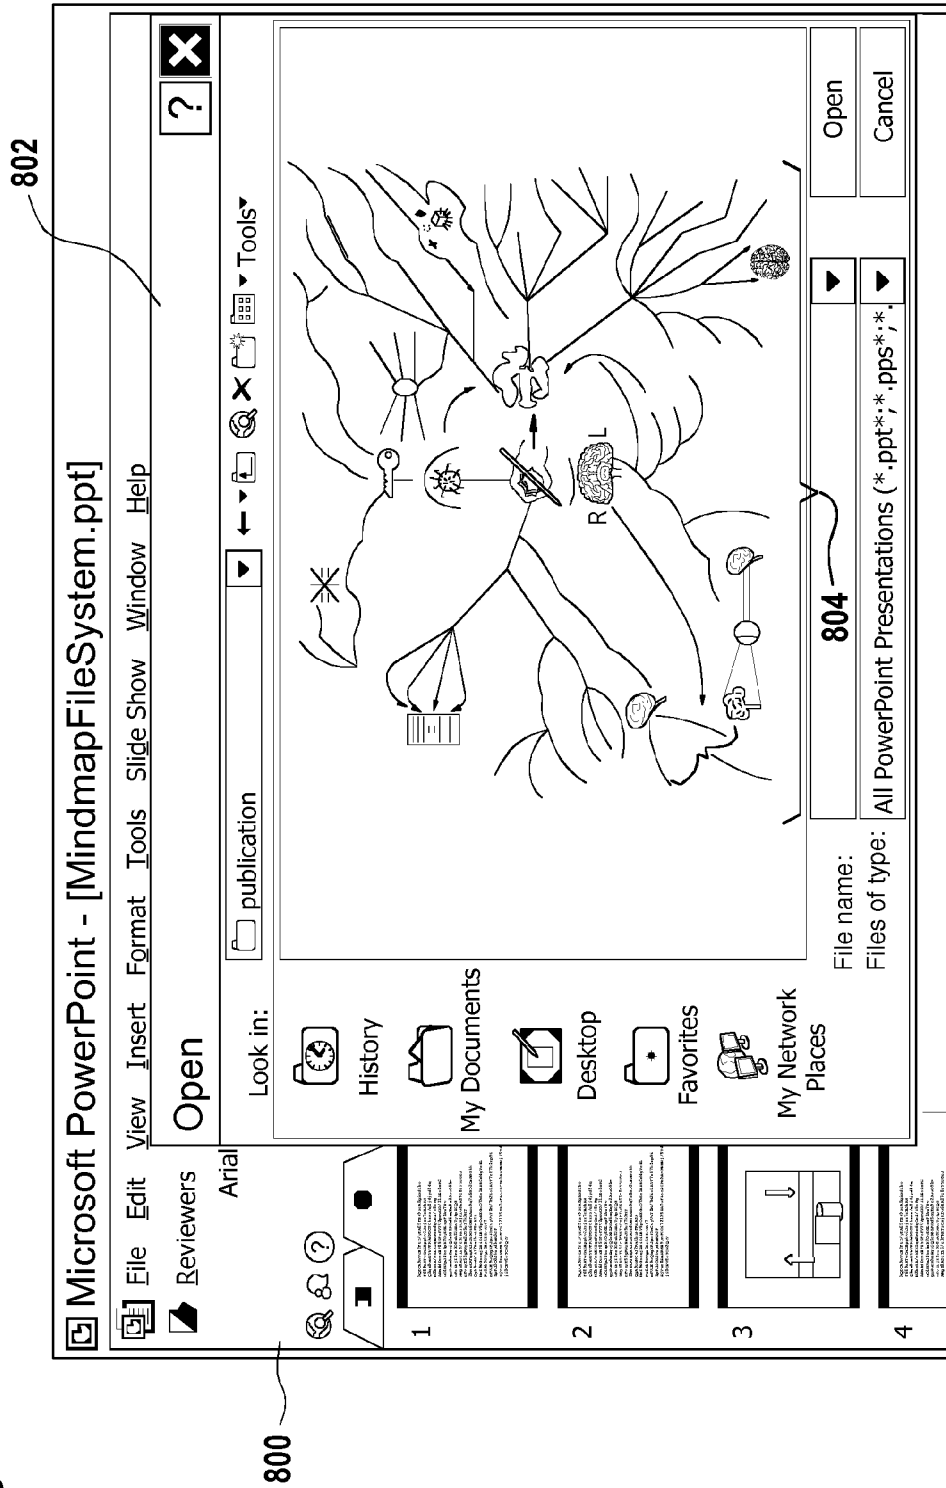 802
Microsoft PowerPoint - [MindmapFileSystem.ppt]
File Edit View Insert Format Tools Slide Show Window Help
Reviewers
Arial
Open
?
Look in:
publication
Tools
History
My Documents
Desktop
Favorites
My Network
Places
R L
804
File name:
Open
Files of type: All PowerPoint Presentations (*.ppt*;*.pps*;*.
Cancel
?
1
2
3
4
800